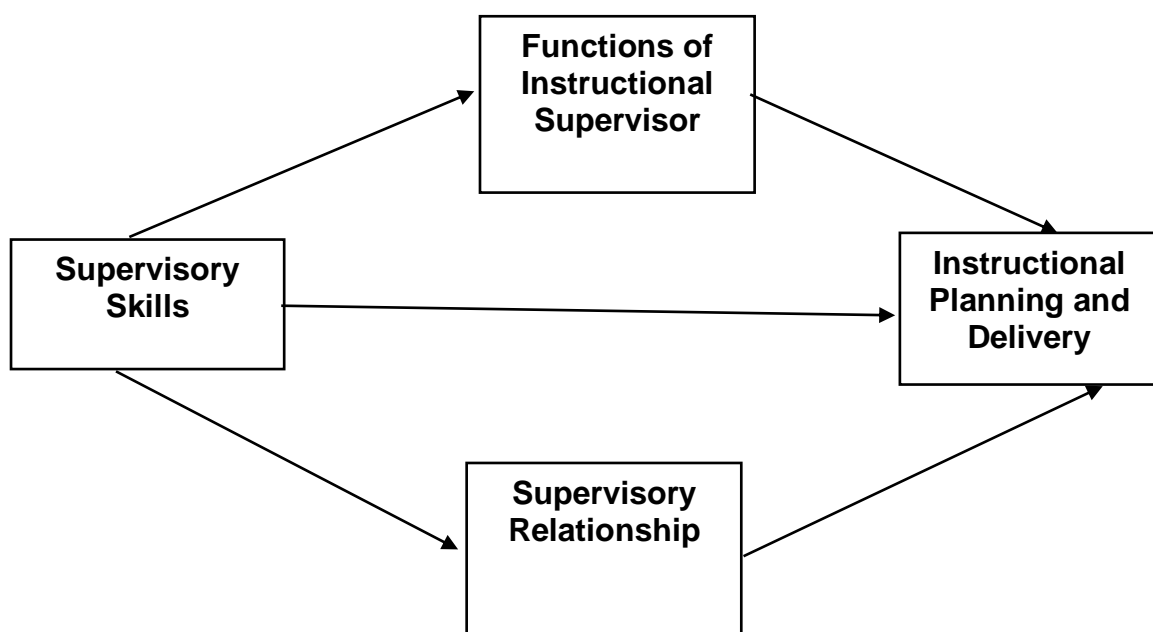 Functions of
Instructional
Supervisor
Supervisory
Skills
Instructional
Planning and
Delivery
Supervisory
Relationship